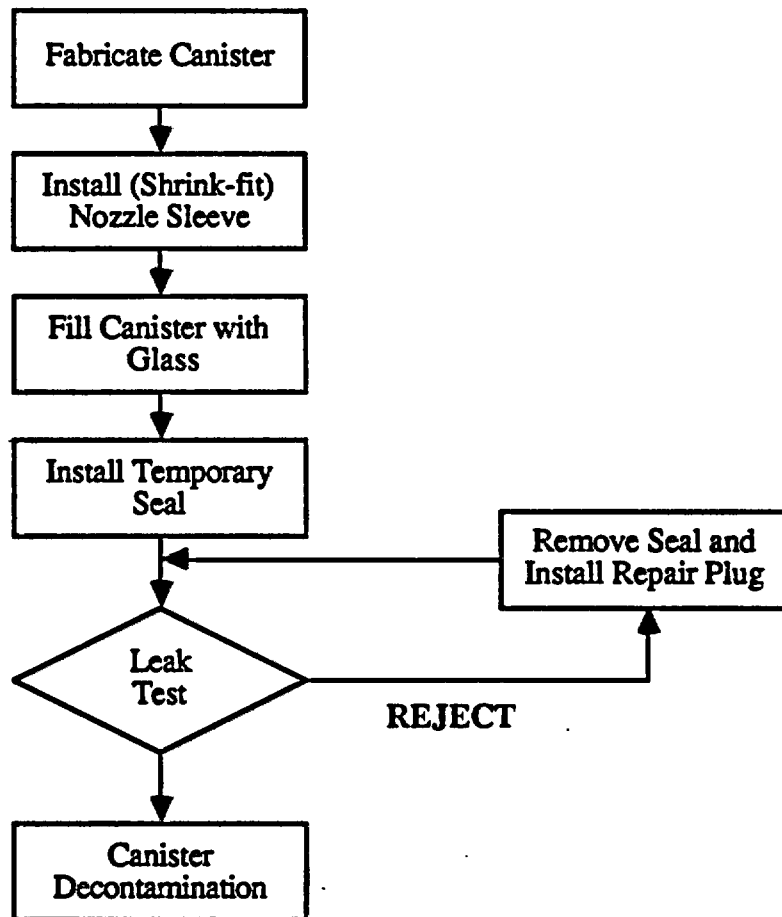 Fabricate Canister
Install (Shrink-fit)
Nozzle Sleeve
Fill Canister with
Glass
Install Temporary
Seal
Remove Seal and
Install Repair Plug
Leak
Test
REJECT
Canister
Decontamination